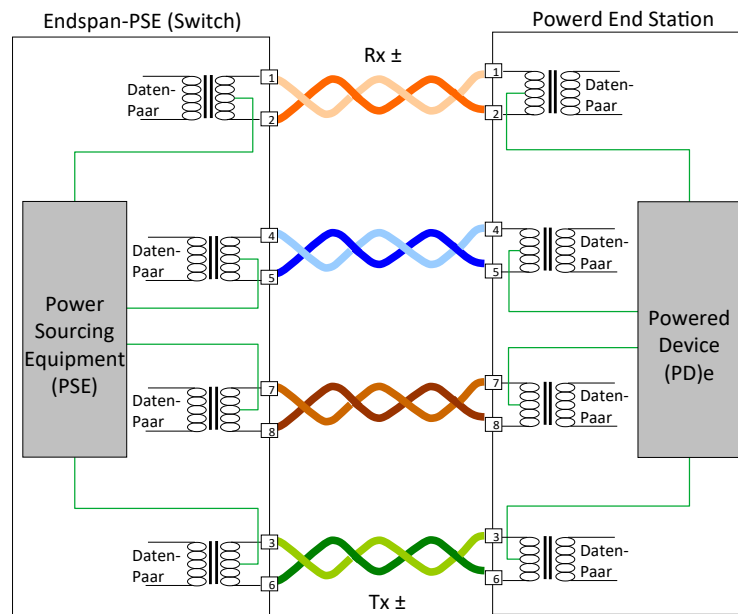 Endspan-PSE (Switch)
Powerd End Station
Rx ±
Daten-
Paar
1
2
1
2
Daten-
Paar
Daten-
Paar
4
5
4
5
Daten-
Paar
Power
Sourcing
Equipment
(PSE)
Powered
Device
(PD)e
Daten-
Paar
7
8
7
8
Daten-
Paar
Daten-
Paar
3
6
3
6
Daten-
Paar
Tx ±